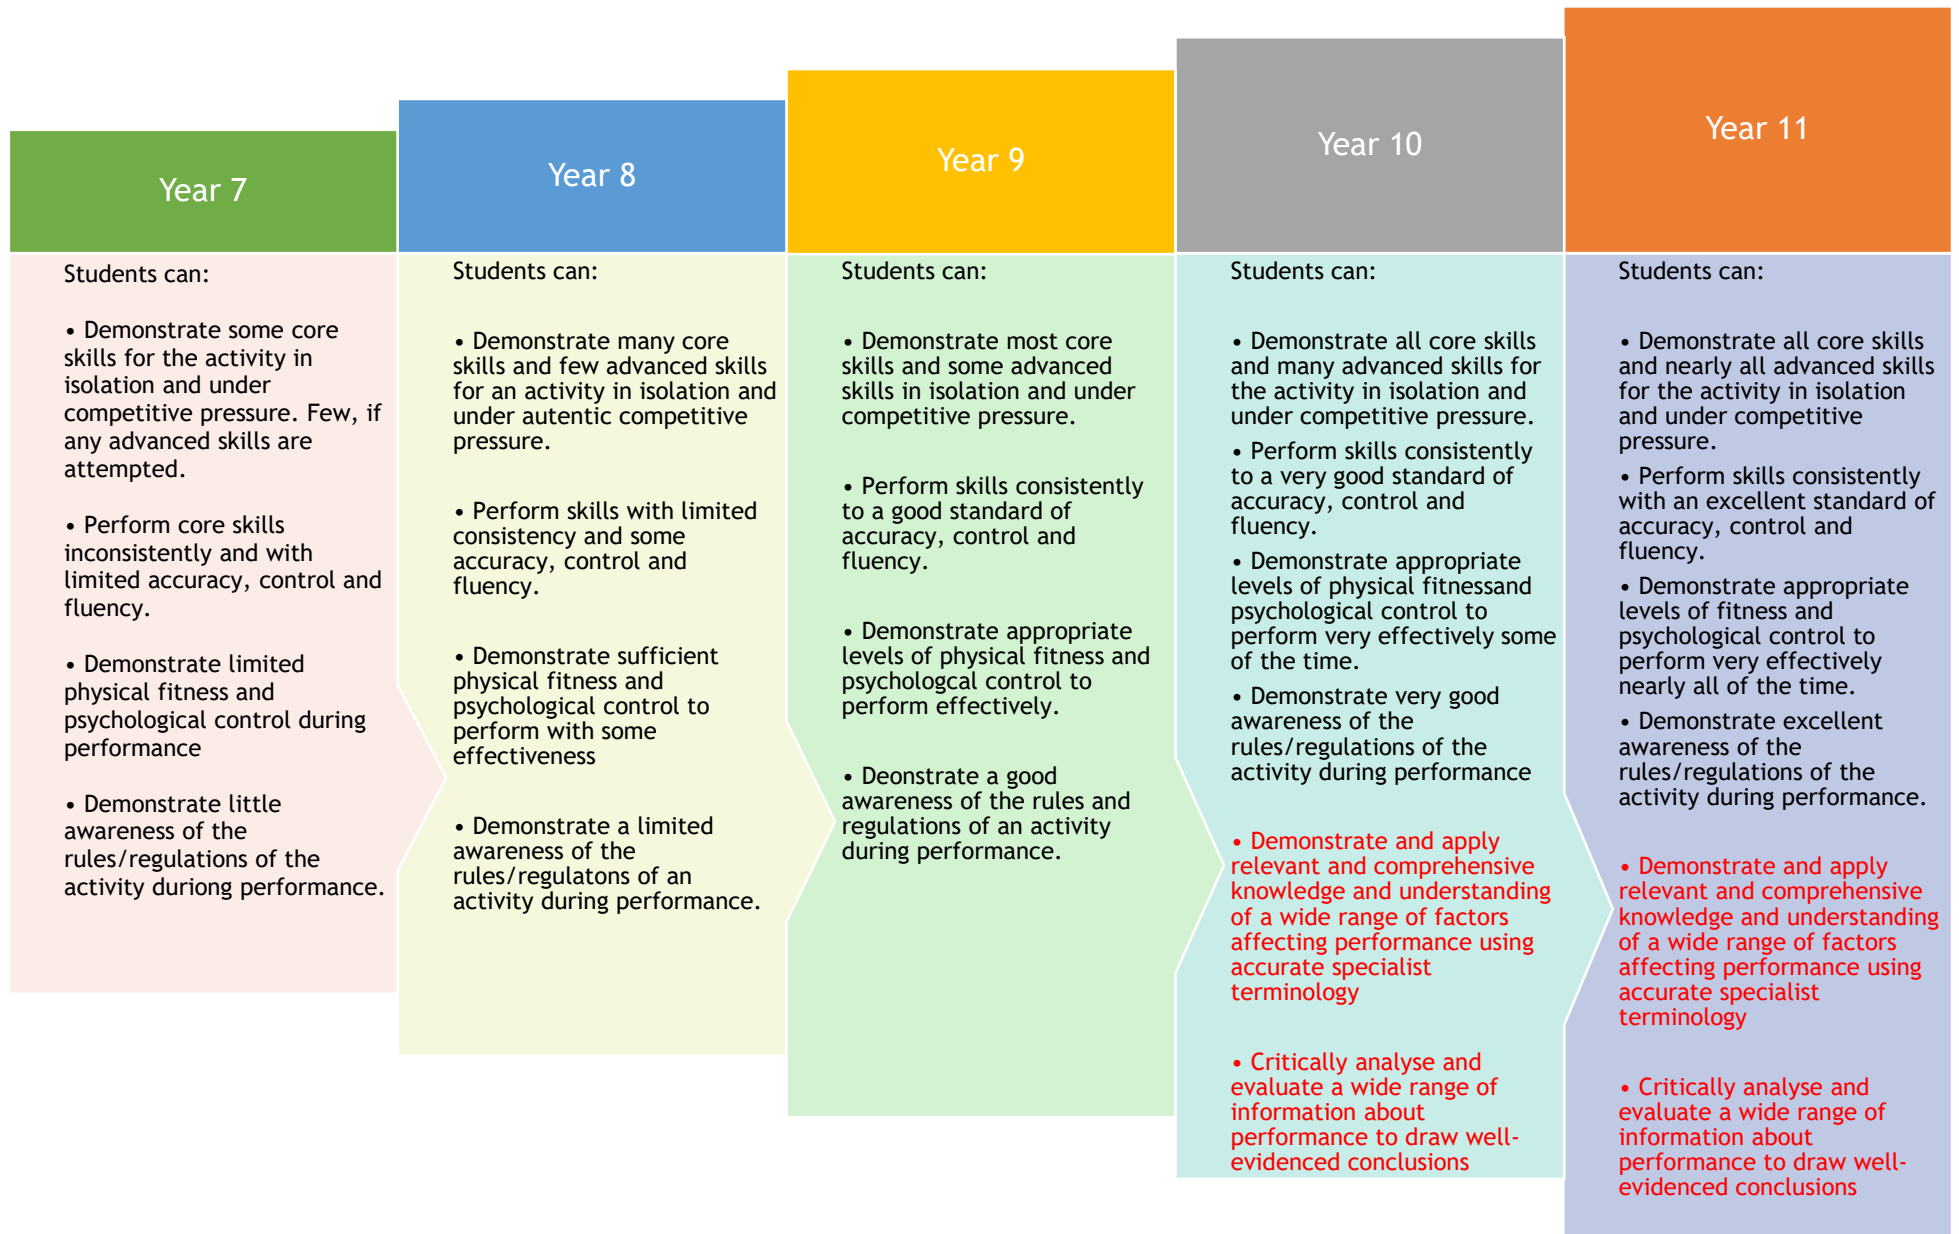 Year 7
Students can:
• Demonstrate some core
skills for the activity in
isolation and under
competitive pressure. Few, if
any advanced skills are
attempted.
• Perform core skills
inconsistently and with
limited accuracy, control and
fluency.
• Demonstrate limited
physical fitness and
psychological control during
performance
• Demonstrate little
awareness of the
rules/regulations of the
activity duriong performance.
Year 8
Students can:
• Demonstrate many core
skills and few advanced skills
for an activity in isolation and
under autentic competitive
pressure.
• Perform skills with limited
consistency and some
accuracy, control and
fluency.
• Demonstrate sufficient
physical fitness and
psychological control to
perform with some
effectiveness
• Demonstrate a limited
awareness of the
rules/regulatons of an
activity during performance.
Year 9
Students can:
• Demonstrate most core
skills and some advanced
skills in isolation and under
competitive pressure.
• Perform skills consistently
to a good standard of
accuracy, control and
fluency.
• Demonstrate appropriate
levels of physical fitness and
psychologcal control to
perform effectively.
• Deonstrate a good
awareness of the rules and
regulations of an activity
during performance.
Year 10
Students can:
• Demonstrate all core skills
and many advanced skills for
the activity in isolation and
under competitive pressure.
• Perform skills consistently
to a very good standard of
accuracy, control and
fluency.
• Demonstrate appropriate
levels of physical fitnessand
psychological control to
perform very effectively some
of the time.
• Demonstrate very good
awareness of the
rules/regulations of the
activity during performance
• Demonstrate and apply
relevant and comprehensive
knowledge and understanding
of a wide range of factors
affecting performance using
accurate specialist
terminology
• Critically analyse and
evaluate a wide range of
information about
performance to draw well-
evidenced conclusions
Year 11
Students can:
• Demonstrate all core skills
and nearly all advanced skills
for the activity in isolation
and under competitive
pressure.
• Perform skills consistently
with an excellent standard of
accuracy, control and
fluency.
• Demonstrate appropriate
levels of fitness and
psychological control to
perform very effectively
nearly all of the time.
• Demonstrate excellent
awareness of the
rules/regulations of the
activity during performance.
• Demonstrate and apply
relevant and comprehensive
knowledge and understanding
of a wide range of factors
affecting performance using
accurate specialist
terminology
• Critically analyse and
evaluate a wide range of
information about
performance to draw well-
evidenced conclusions